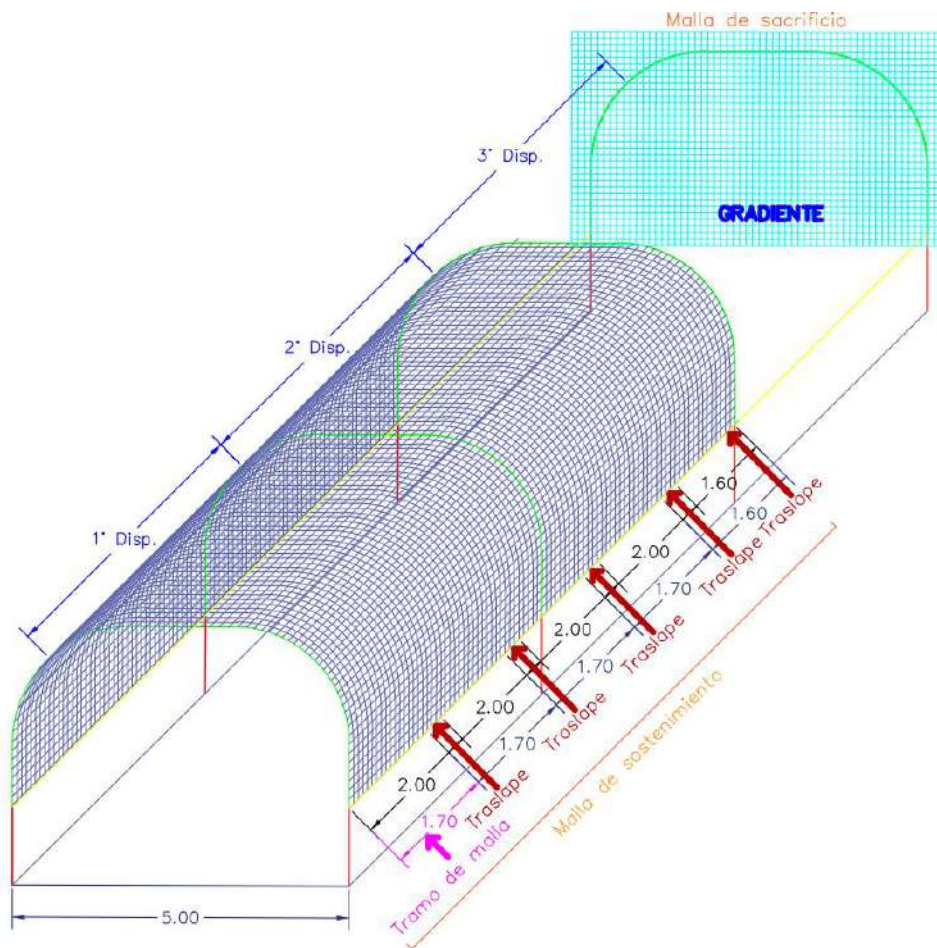 Malla de sacrificio
3° Disp.
GRADIENTE
2° Disp.
1° Disp.
1.60
1.60
Traslape
2.00
1.70
Traslape
2.00
1.70
Traslape
2.00
1.70
Traslape
2.00
1.70
Traslape
Tramo de malla
Malla de sostenimiento
5.00